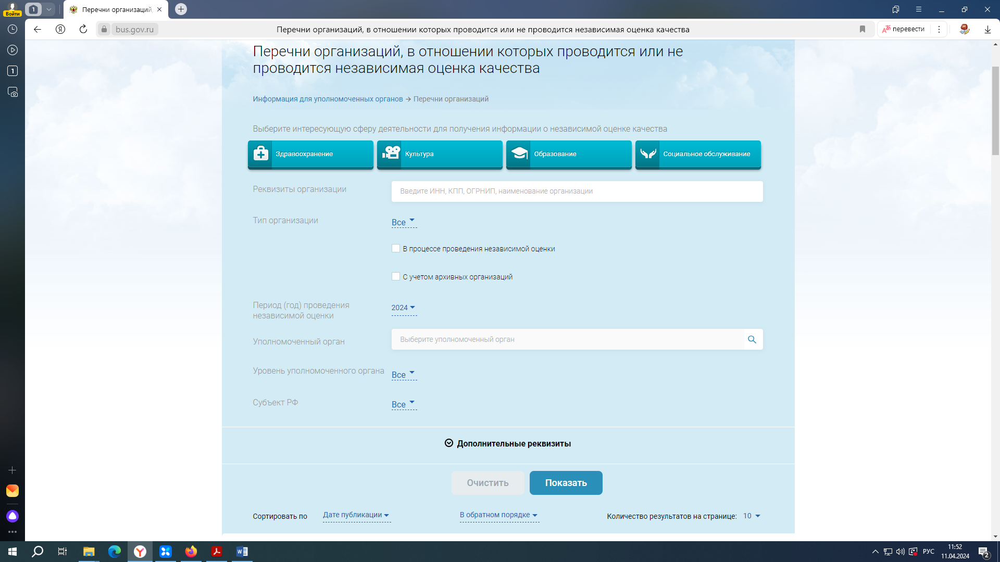 Войти
1
Перечни организаций,
bus.gov.ru
Перечни организаций, в отношении которых проводится или не проводится независимая оценка качества
перевести
1
Перечни организаций, в отношении которых проводится или не
проводится независимая оценка качества
Информация для уполномоченных органов → Перечни организаций
Выберите интересующую сферу деятельности для получения информации о независимой оценке качества
Здравоохранение
Культура
Образование
Социальное обслуживание
Реквизиты организации
Введите ИНН, КПП, ОГРНИП, наименование организации
Тип организации
Все
В процессе проведения независимой оценки
С учетом архивных организаций
Период (год) проведения
независимой оценки
2024
Уполномоченный орган
Выберите уполномоченный орган
Уровень уполномоченного органа
Все
Субъект РФ
Все
Дополнительные реквизиты
Очистить
Показать
Сортировать по
Дате публикации
В обратном порядке
Количество результатов на странице: 10
РУС
11:52
11.04.2024
2